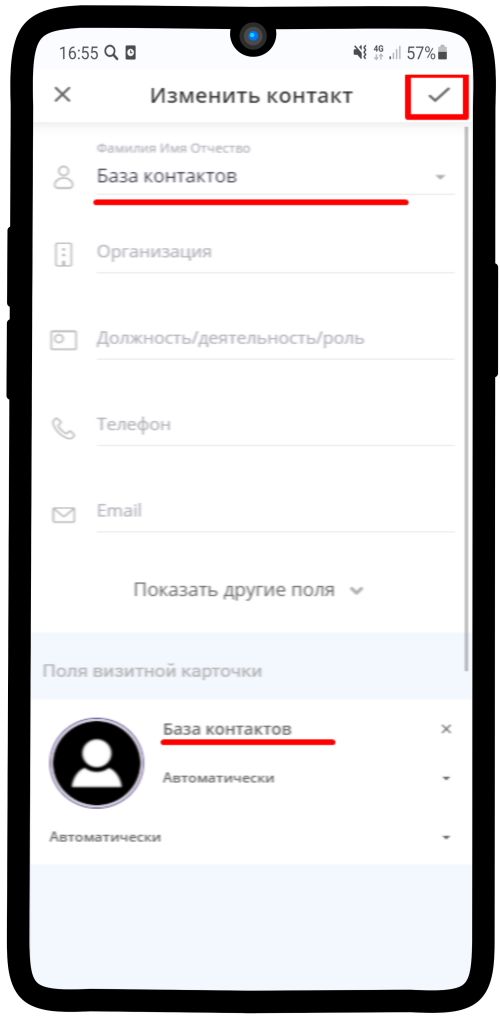 16:55 4G 57%
Изменить контакт
Фамилия Имя Отчество
База контактов
Организация
Должность/деятельность/роль
Телефон
Email
Показать другие поля
Поля визитной карточки
База контактов
Автоматически
Автоматически